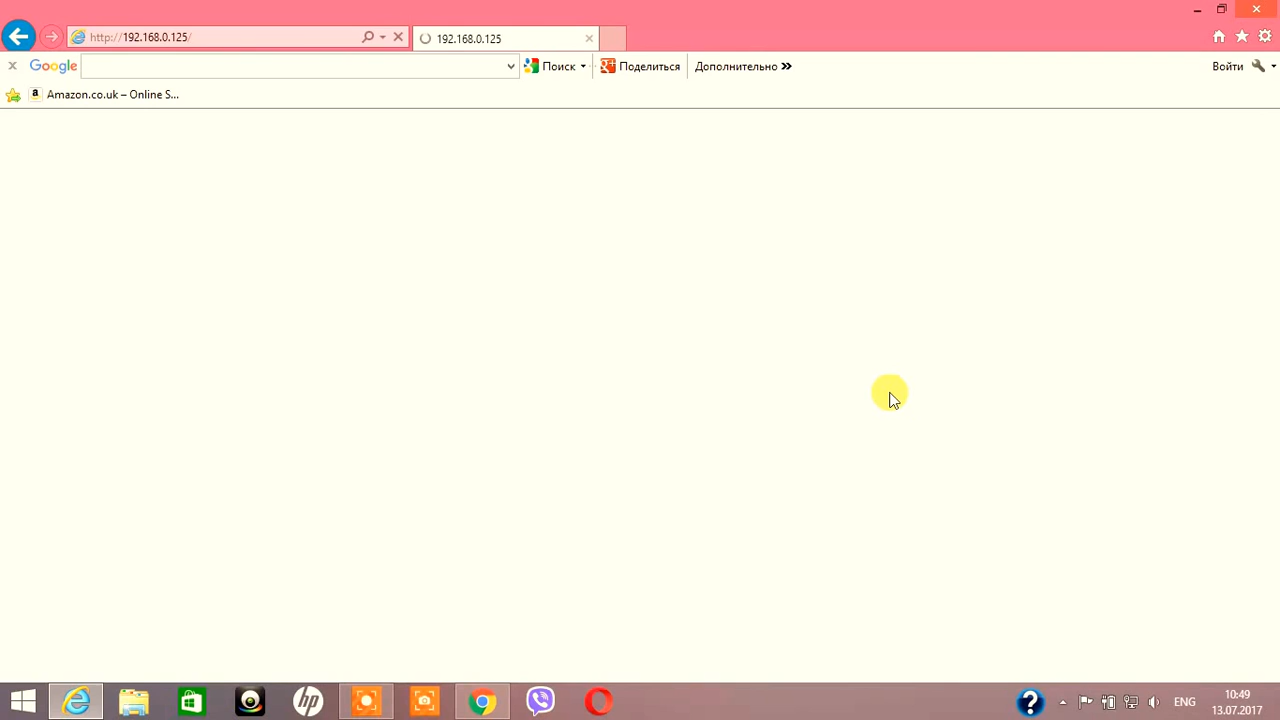 http://192.168.0.125/
192.168.0.125
Google
Поиск
Поделиться
Дополнительно »
Войти
a Amazon.co.uk – Online S...
hp
?
ENG
10:49
13.07.2017